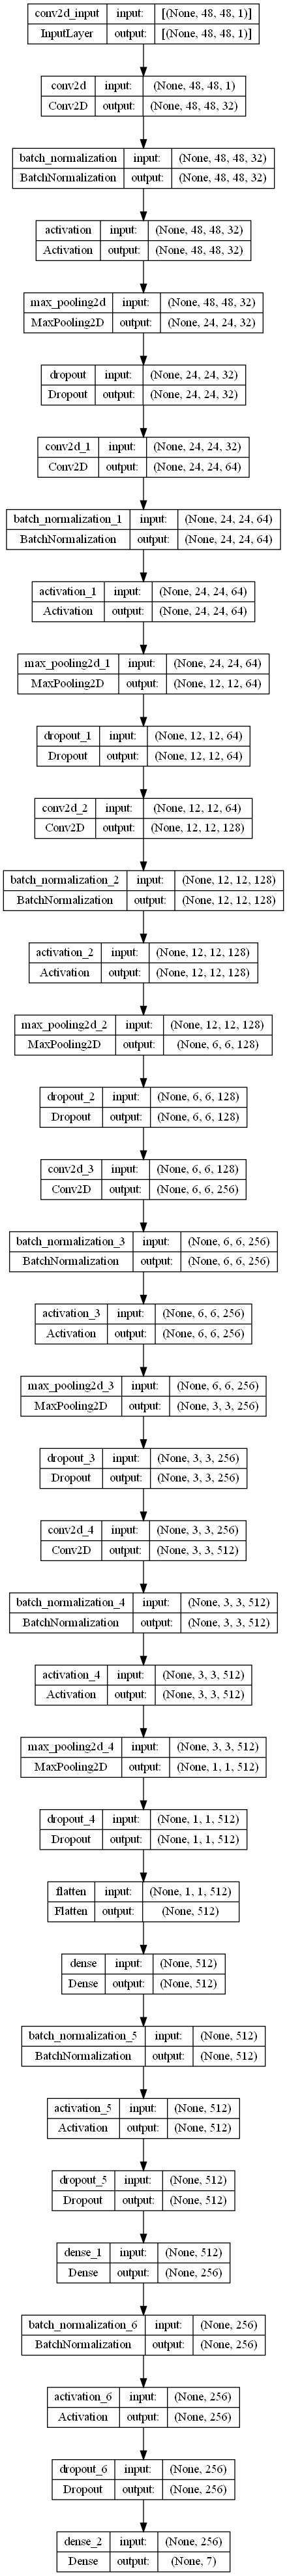 conv2d_input input: [(None, 48, 48, 1)]
InputLayer output: [(None, 48, 48, 1)]
conv2d input: (None, 48, 48, 1)
Conv2D output: (None, 48, 48, 32)
batch_normalization input: (None, 48, 48, 32)
BatchNormalization output: (None, 48, 48, 32)
activation input: (None, 48, 48, 32)
Activation output: (None, 48, 48, 32)
max_pooling2d input: (None, 48, 48, 32)
MaxPooling2D output: (None, 24, 24, 32)
dropout input: (None, 24, 24, 32)
Dropout output: (None, 24, 24, 32)
conv2d_1 input: (None, 24, 24, 32)
Conv2D output: (None, 24, 24, 64)
batch_normalization_1 input: (None, 24, 24, 64)
BatchNormalization output: (None, 24, 24, 64)
activation_1 input: (None, 24, 24, 64)
Activation output: (None, 24, 24, 64)
max_pooling2d_1 input: (None, 24, 24, 64)
MaxPooling2D output: (None, 12, 12, 64)
dropout_1 input: (None, 12, 12, 64)
Dropout output: (None, 12, 12, 64)
conv2d_2 input: (None, 12, 12, 64)
Conv2D output: (None, 12, 12, 128)
batch_normalization_2 input: (None, 12, 12, 128)
BatchNormalization output: (None, 12, 12, 128)
activation_2 input: (None, 12, 12, 128)
Activation output: (None, 12, 12, 128)
max_pooling2d_2 input: (None, 12, 12, 128)
MaxPooling2D output: (None, 6, 6, 128)
dropout_2 input: (None, 6, 6, 128)
Dropout output: (None, 6, 6, 128)
conv2d_3 input: (None, 6, 6, 128)
Conv2D output: (None, 6, 6, 256)
batch_normalization_3 input: (None, 6, 6, 256)
BatchNormalization output: (None, 6, 6, 256)
activation_3 input: (None, 6, 6, 256)
Activation output: (None, 6, 6, 256)
max_pooling2d_3 input: (None, 6, 6, 256)
MaxPooling2D output: (None, 3, 3, 256)
dropout_3 input: (None, 3, 3, 256)
Dropout output: (None, 3, 3, 256)
conv2d_4 input: (None, 3, 3, 256)
Conv2D output: (None, 3, 3, 512)
batch_normalization_4 input: (None, 3, 3, 512)
BatchNormalization output: (None, 3, 3, 512)
activation_4 input: (None, 3, 3, 512)
Activation output: (None, 3, 3, 512)
max_pooling2d_4 input: (None, 3, 3, 512)
MaxPooling2D output: (None, 1, 1, 512)
dropout_4 input: (None, 1, 1, 512)
Dropout output: (None, 1, 1, 512)
flatten input: (None, 1, 1, 512)
Flatten output: (None, 512)
dense input: (None, 512)
Dense output: (None, 512)
batch_normalization_5 input: (None, 512)
BatchNormalization output: (None, 512)
activation_5 input: (None, 512)
Activation output: (None, 512)
dropout_5 input: (None, 512)
Dropout output: (None, 512)
dense_1 input: (None, 512)
Dense output: (None, 256)
batch_normalization_6 input: (None, 256)
BatchNormalization output: (None, 256)
activation_6 input: (None, 256)
Activation output: (None, 256)
dropout_6 input: (None, 256)
Dropout output: (None, 256)
dense_2 input: (None, 256)
Dense output: (None, 7)